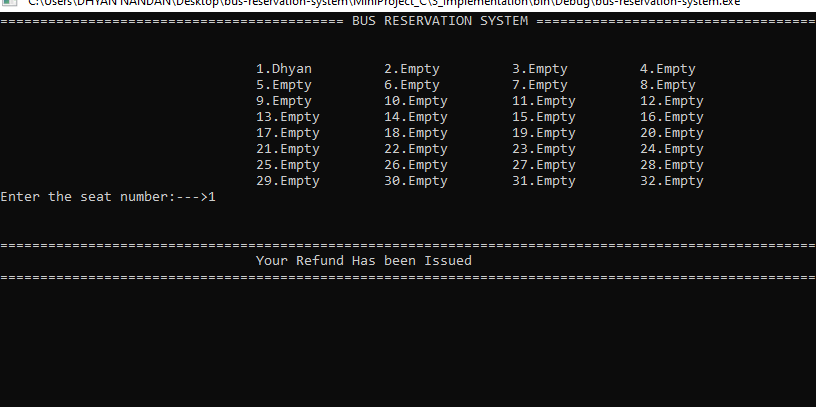 C:\Users\DHYAN NANDAN\Desktop\bus-reservation-system\MiniProject_C\3_Implementation\bin\Debug\bus-reservation-system.exe
========================================== BUS RESERVATION SYSTEM ===================================
1.Dhyan 2.Empty 3.Empty 4.Empty
5.Empty 6.Empty 7.Empty 8.Empty
9.Empty 10.Empty 11.Empty 12.Empty
13.Empty 14.Empty 15.Empty 16.Empty
17.Empty 18.Empty 19.Empty 20.Empty
21.Empty 22.Empty 23.Empty 24.Empty
25.Empty 26.Empty 27.Empty 28.Empty
29.Empty 30.Empty 31.Empty 32.Empty
Enter the seat number:--->1
======================================================================================================
Your Refund Has been Issued
======================================================================================================